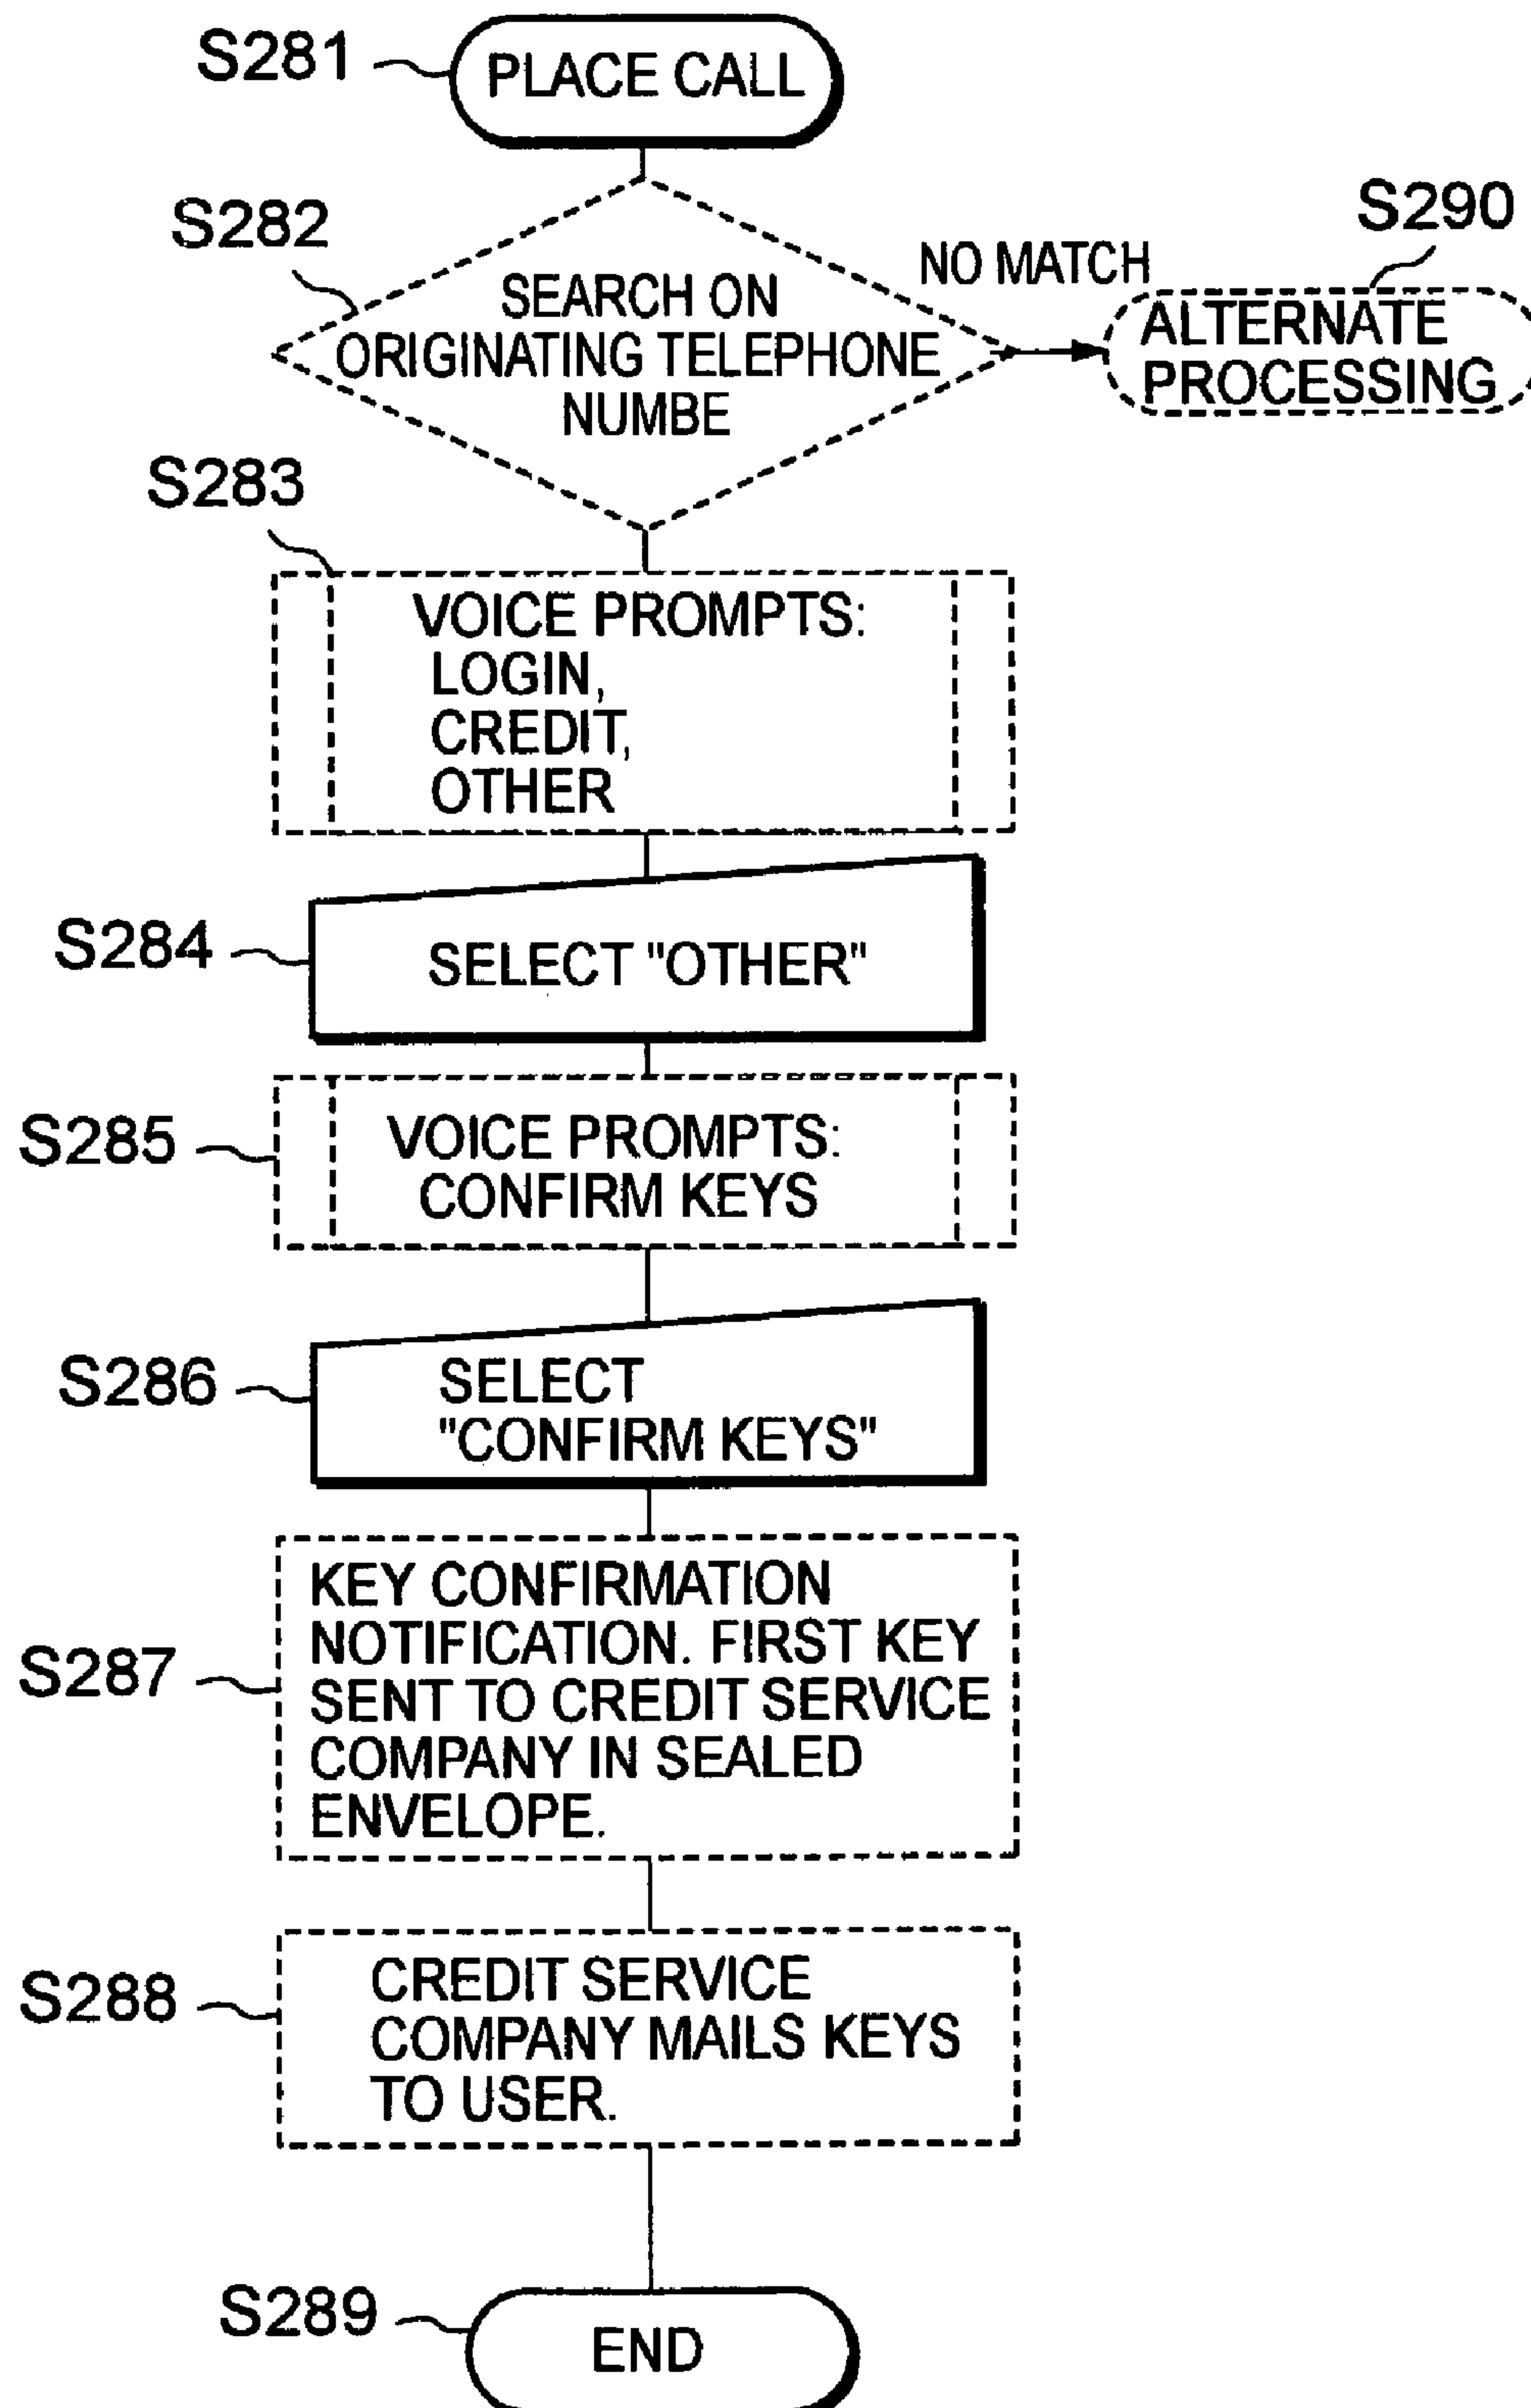 S281
PLACE CALL
S282
SEARCH ON
ORIGINATING TELEPHONE
NUMBE
NO MATCH
S290
ALTERNATE
PROCESSING
S283
VOICE PROMPTS:
LOGIN,
CREDIT,
OTHER
S284
SELECT "OTHER"
S285
VOICE PROMPTS:
CONFIRM KEYS
S286
SELECT
"CONFIRM KEYS"
S287
KEY CONFIRMATION
NOTIFICATION. FIRST KEY
SENT TO CREDIT SERVICE
COMPANY IN SEALED
ENVELOPE.
S288
CREDIT SERVICE
COMPANY MAILS KEYS
TO USER.
S289
END